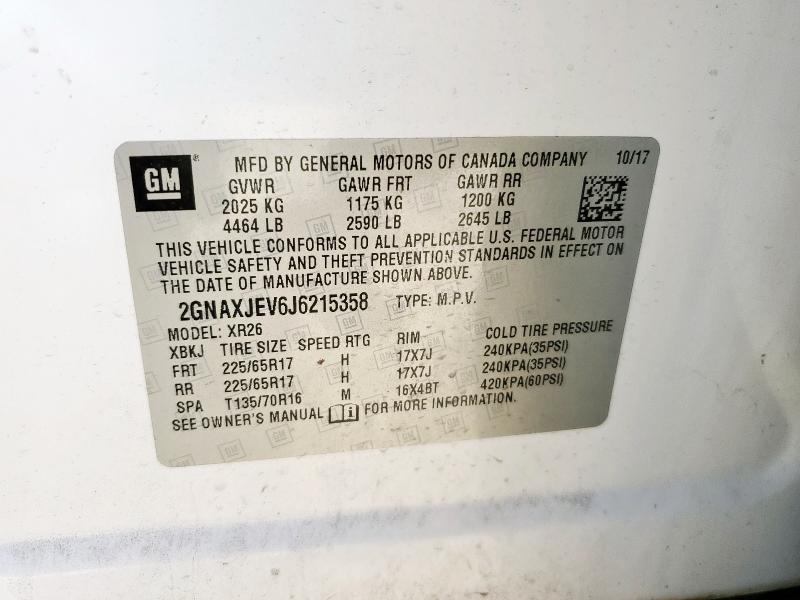 GM® MFD BY GENERAL MOTORS OF CANADA COMPANY 10/17
GVWR GAWR FRT GAWR RR
2025 KG 1175 KG 1200 KG
4464 LB 2590 LB 2645 LB
THIS VEHICLE CONFORMS TO ALL APPLICABLE U.S. FEDERAL MOTOR
VEHICLE SAFETY AND THEFT PREVENTION STANDARDS IN EFFECT ON
THE DATE OF MANUFACTURE SHOWN ABOVE.
2GNAXJEV6J6215358 TYPE: M.P.V.
MODEL: XR26
XBKJ TIRE SIZE SPEED RTG RIM COLD TIRE PRESSURE
FRT 225/65R17 H 17X7J 240KPA(35PSI)
RR 225/65R17 H 17X7J 240KPA(35PSI)
SPA T135/70R16 M 16X4BT 420KPA(60PSI)
SEE OWNER'S MANUAL FOR MORE INFORMATION.